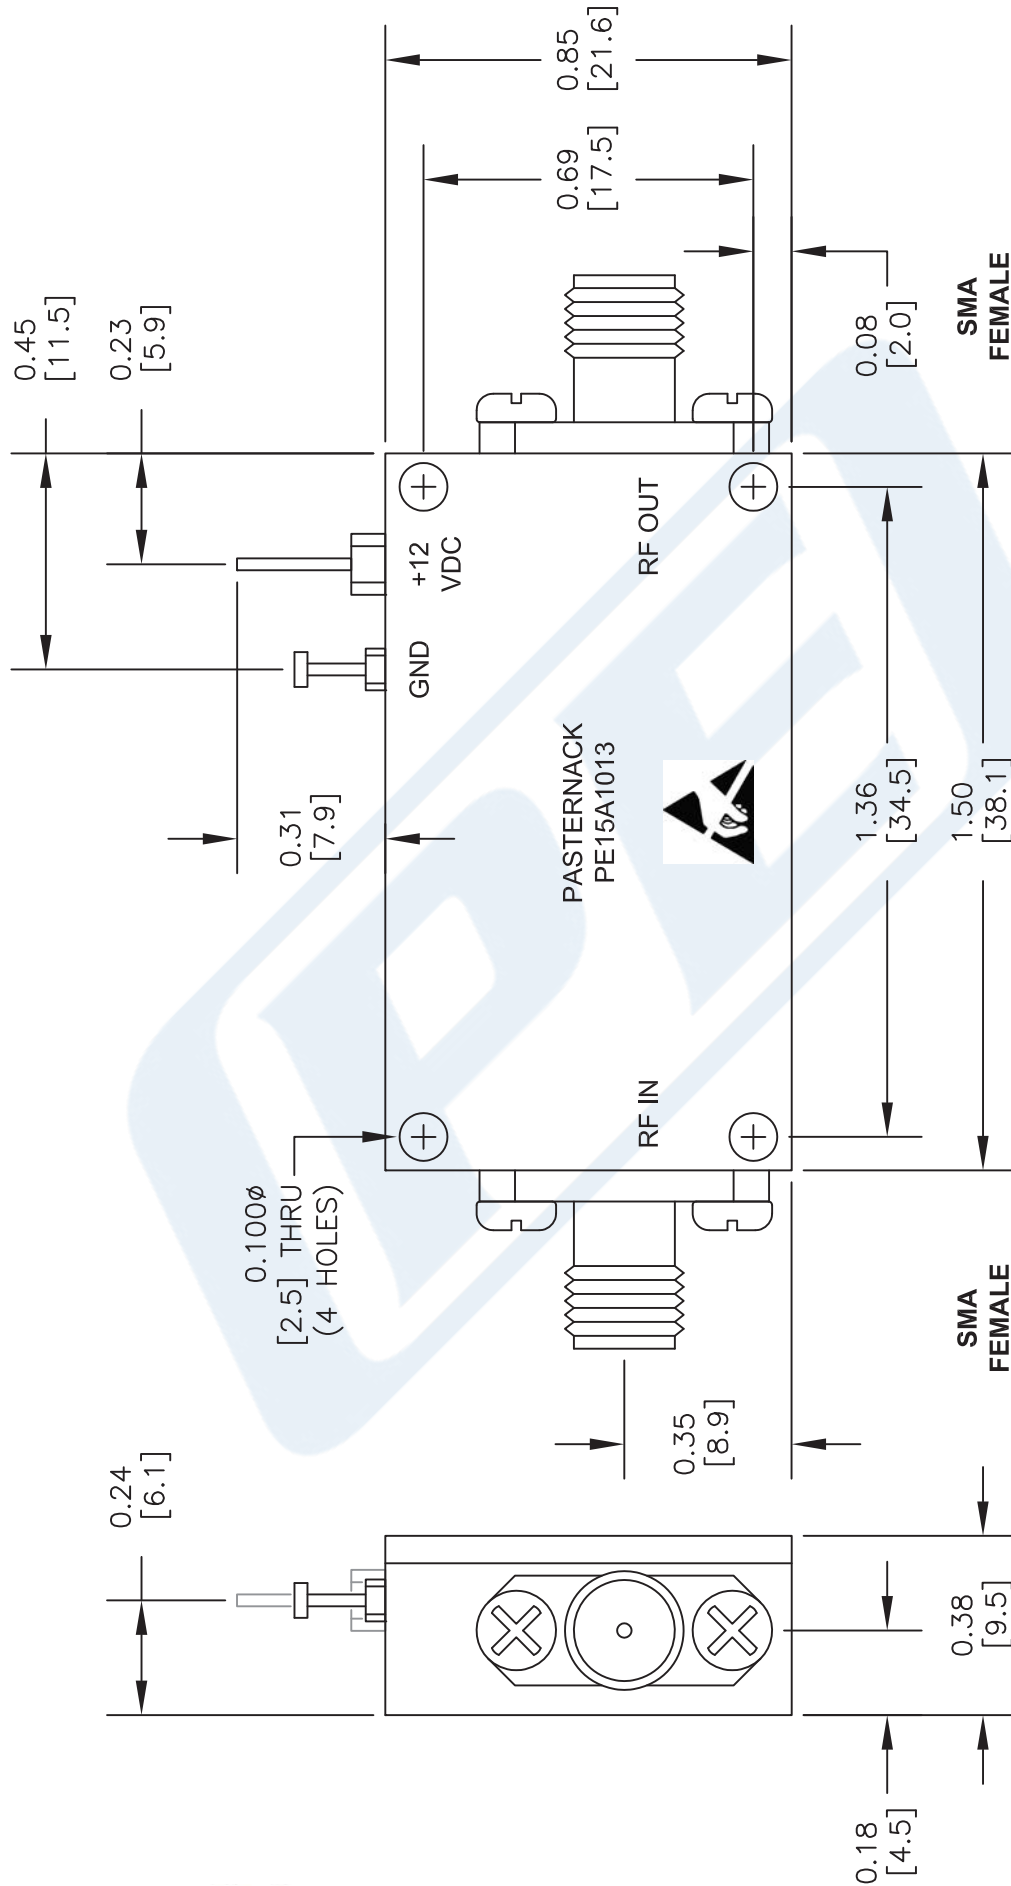 0.24
[6.1]
0.100ø
[2.5] THRU
(4 HOLES)
0.31
[7.9]
0.45
[11.5]
0.23
[5.9]
GND
+12
VDC
0.85
[21.6]
0.69
[17.5]
PASTERNACK
PE15A1013
RF IN
RF OUT
0.35
[8.9]
0.08
[2.0]
0.18
[4.5]
0.38
[9.5]
SMA
FEMALE
1.36
[34.5]
1.50
[38.1]
SMA
FEMALE
PE